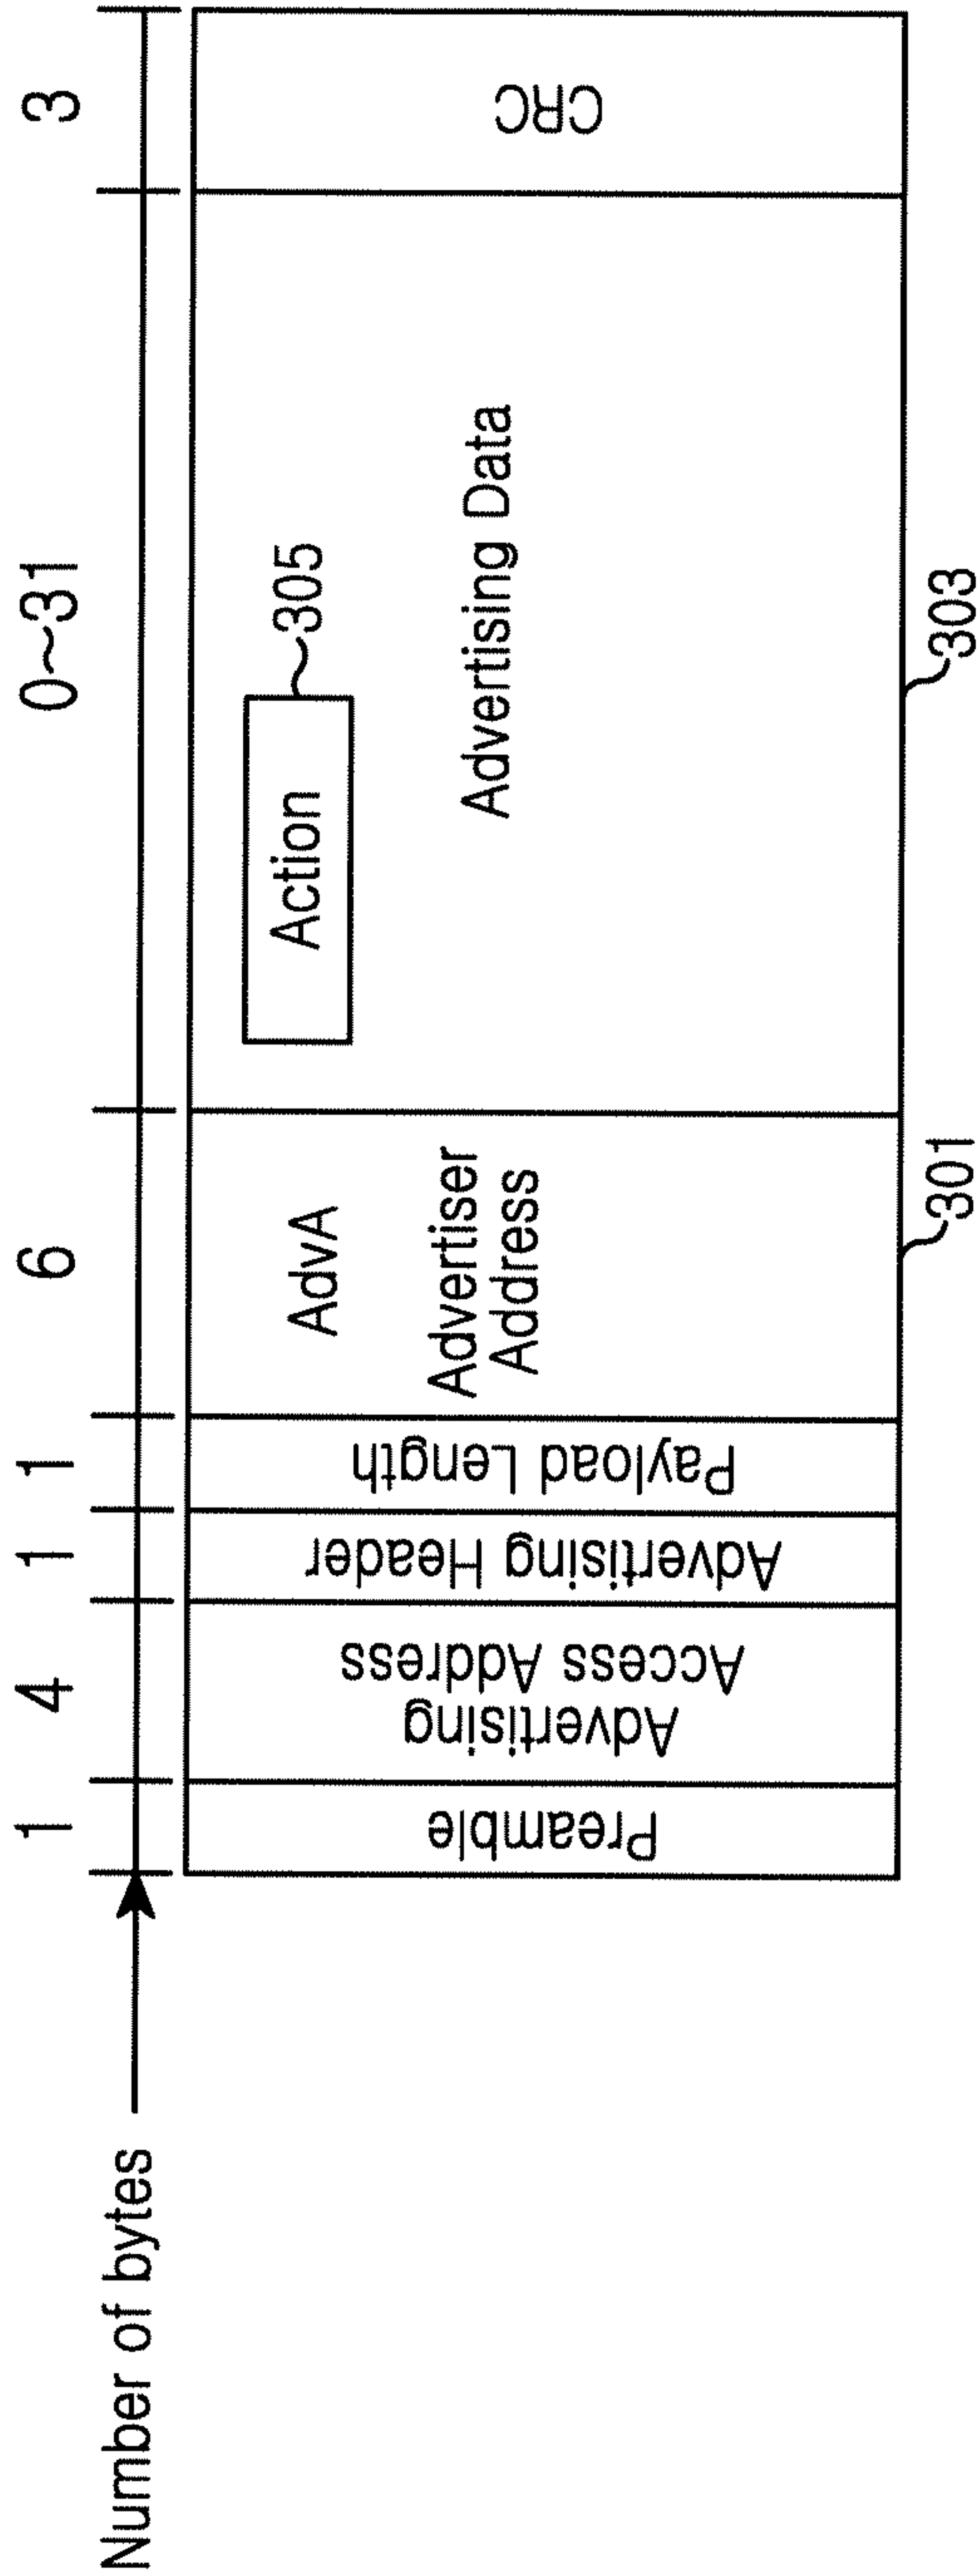 Number of bytes
1
4
1
1
6
0~31
3
Preamble
Advertising
Access Address
Advertising Header
Payload Length
AdvA
Advertiser
Address
Action
305
Advertising Data
CRC
301
303